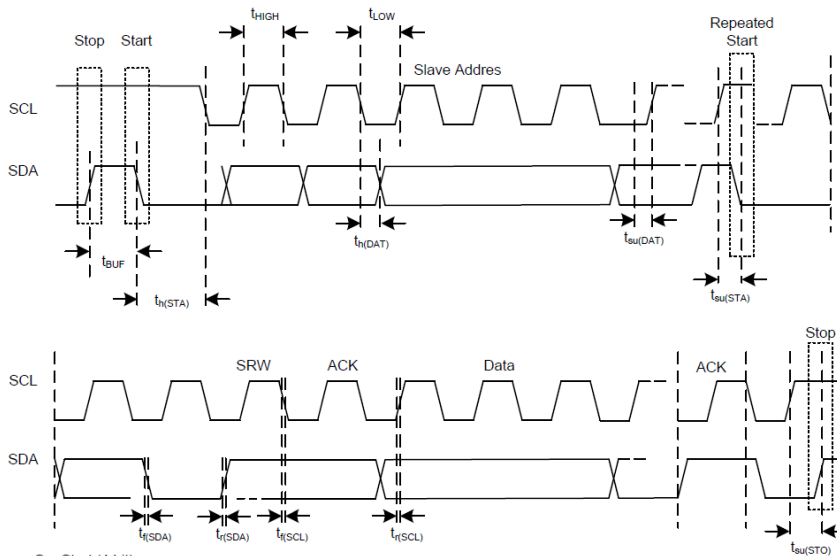 tHIGH tLOW
Stop Start Repeated Start
Slave Addres
SCL
SDA
tBUF th(DAT) tsu(DAT)
th(STA) tsu(STA)
Stop
SRW ACK Data ACK
SCL
SDA
tf(SDA) tr(SDA) tf(SCL) tr(SCL)
tsu(STO)